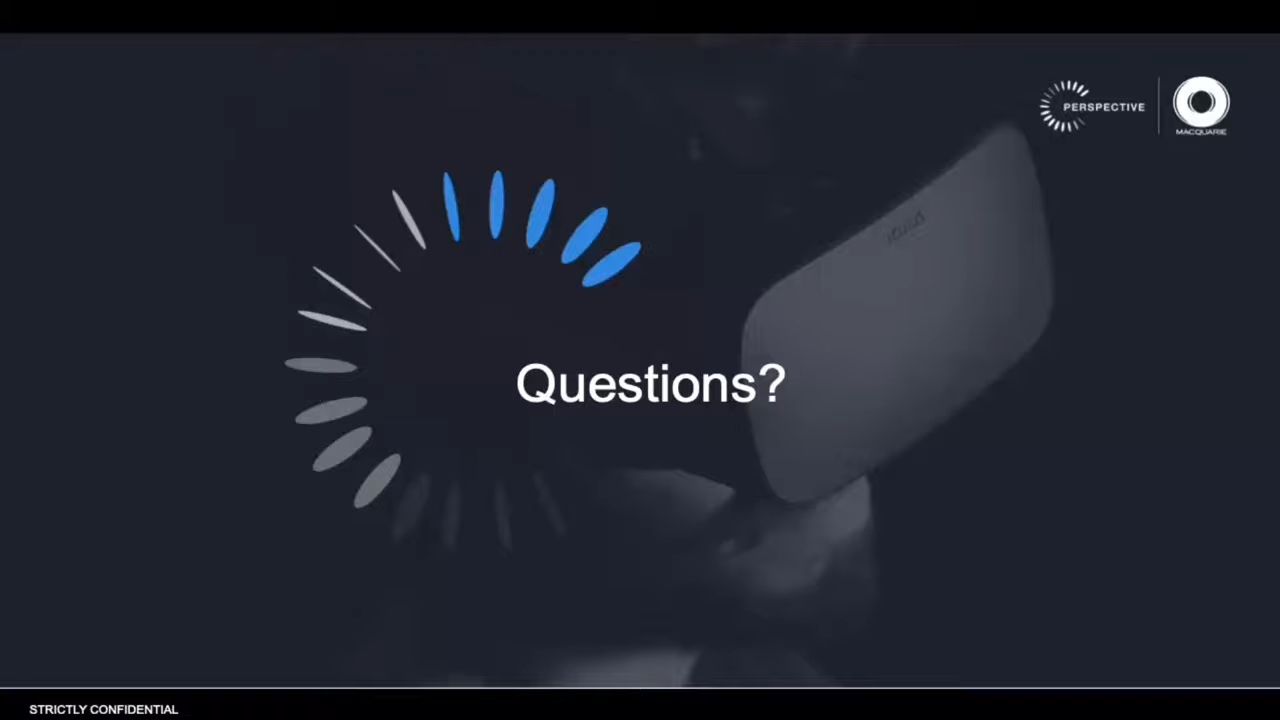 PERSPECTIVE
MACQUARIE
Questions?
STRICTLY CONFIDENTIAL